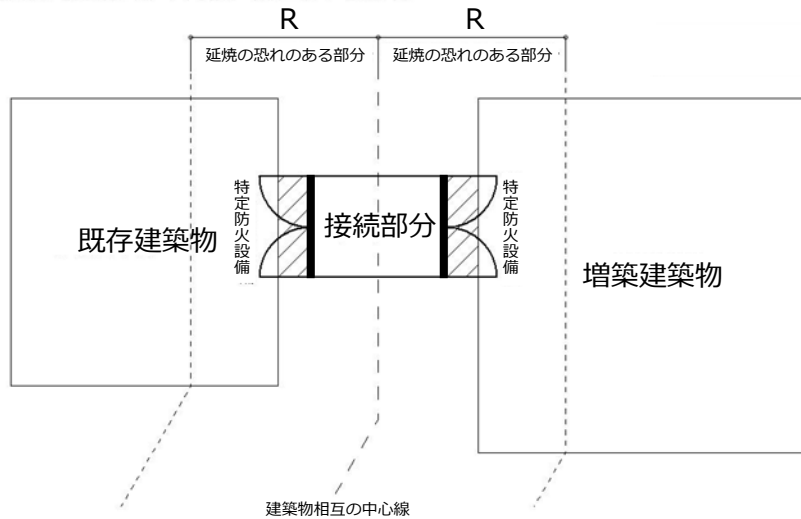 R
R
延焼の恐れのある部分
延焼の恐れのある部分
特定防火設備
特定防火設備
既存建築物
接続部分
増築建築物
建築物相互の中心線